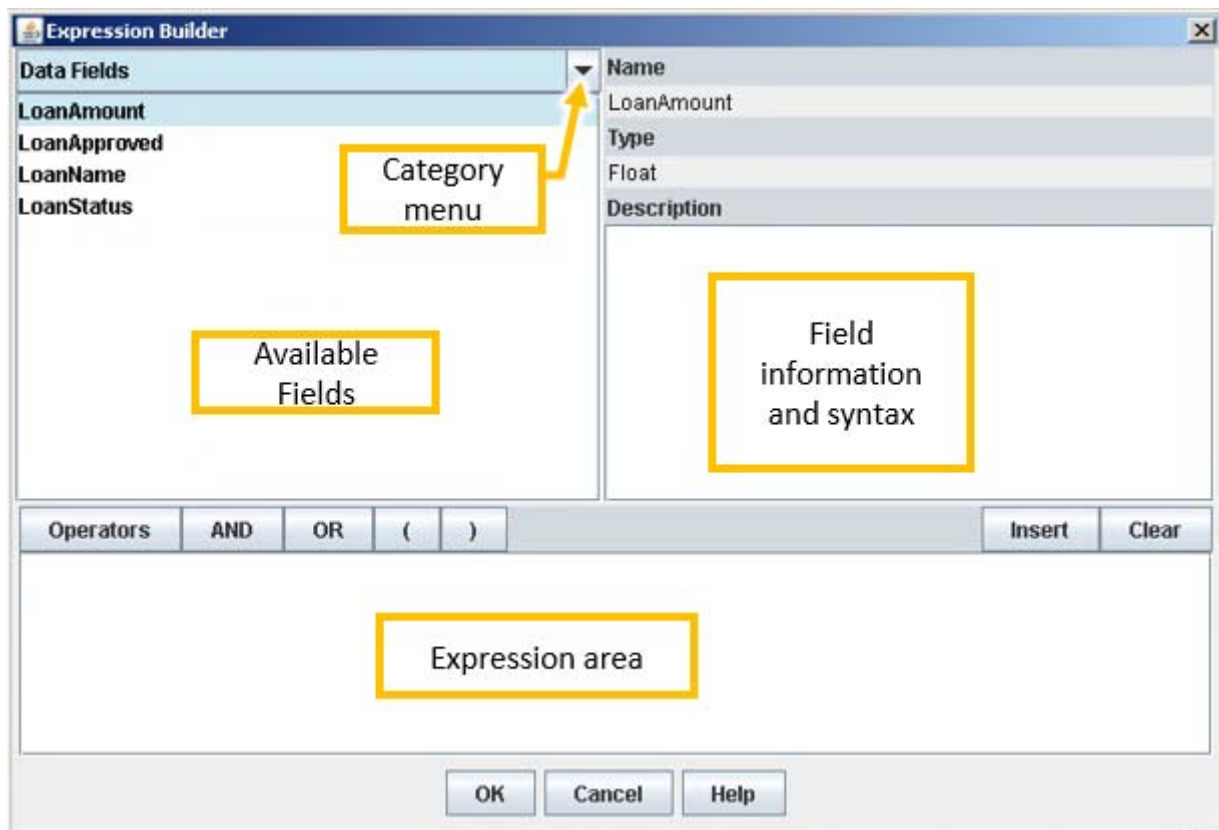 Expression Builder
Data Fields
Name
LoanAmount
LoanAmount
LoanApproved
Type
LoanName
Float
LoanStatus
Description
Category
menu
Available
Fields
Field
information
and syntax
Operators AND OR ( ) Insert Clear
Expression area
OK Cancel Help